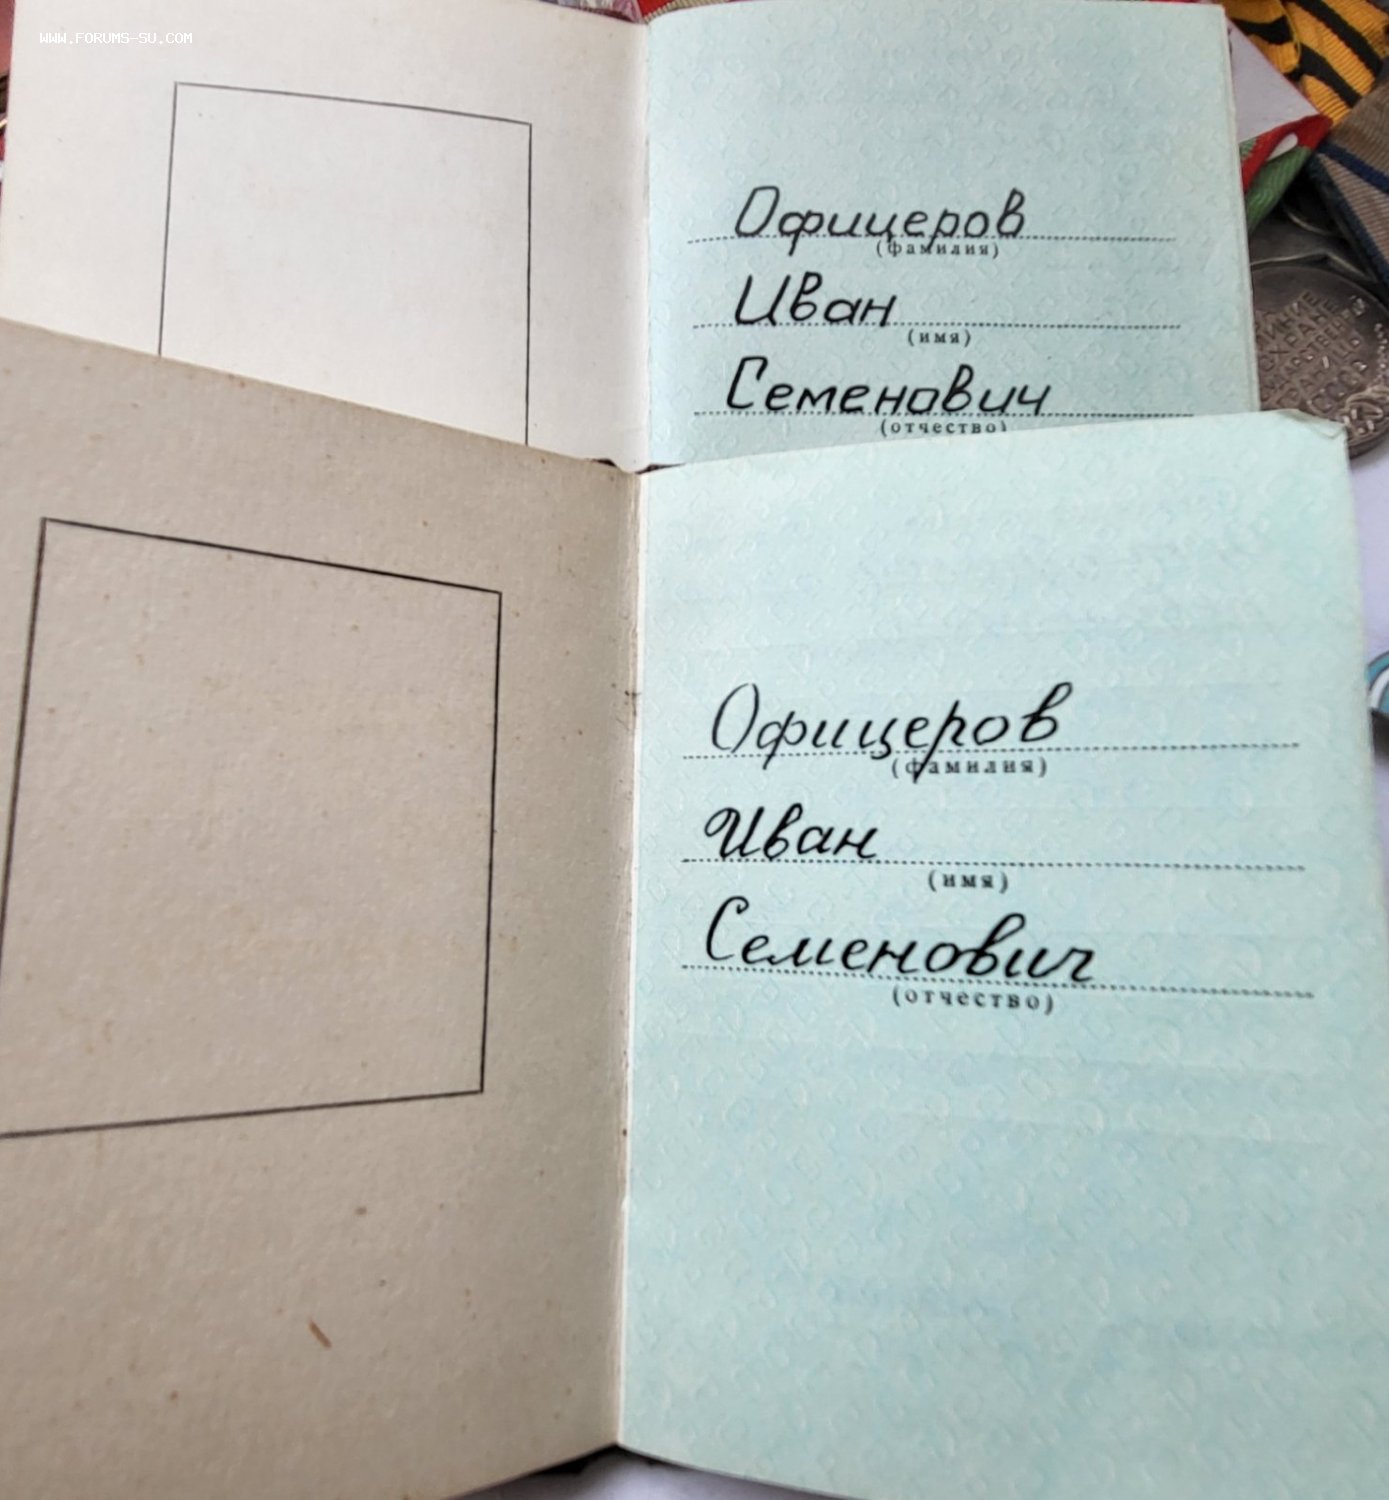 WWW.FORUMS-SU.COM
Офицеров
(фамилия)
Иван
(имя)
Семенович
(отчество)
Офицеров
(фамилия)
Иван
(имя)
Семенович
(отчество)